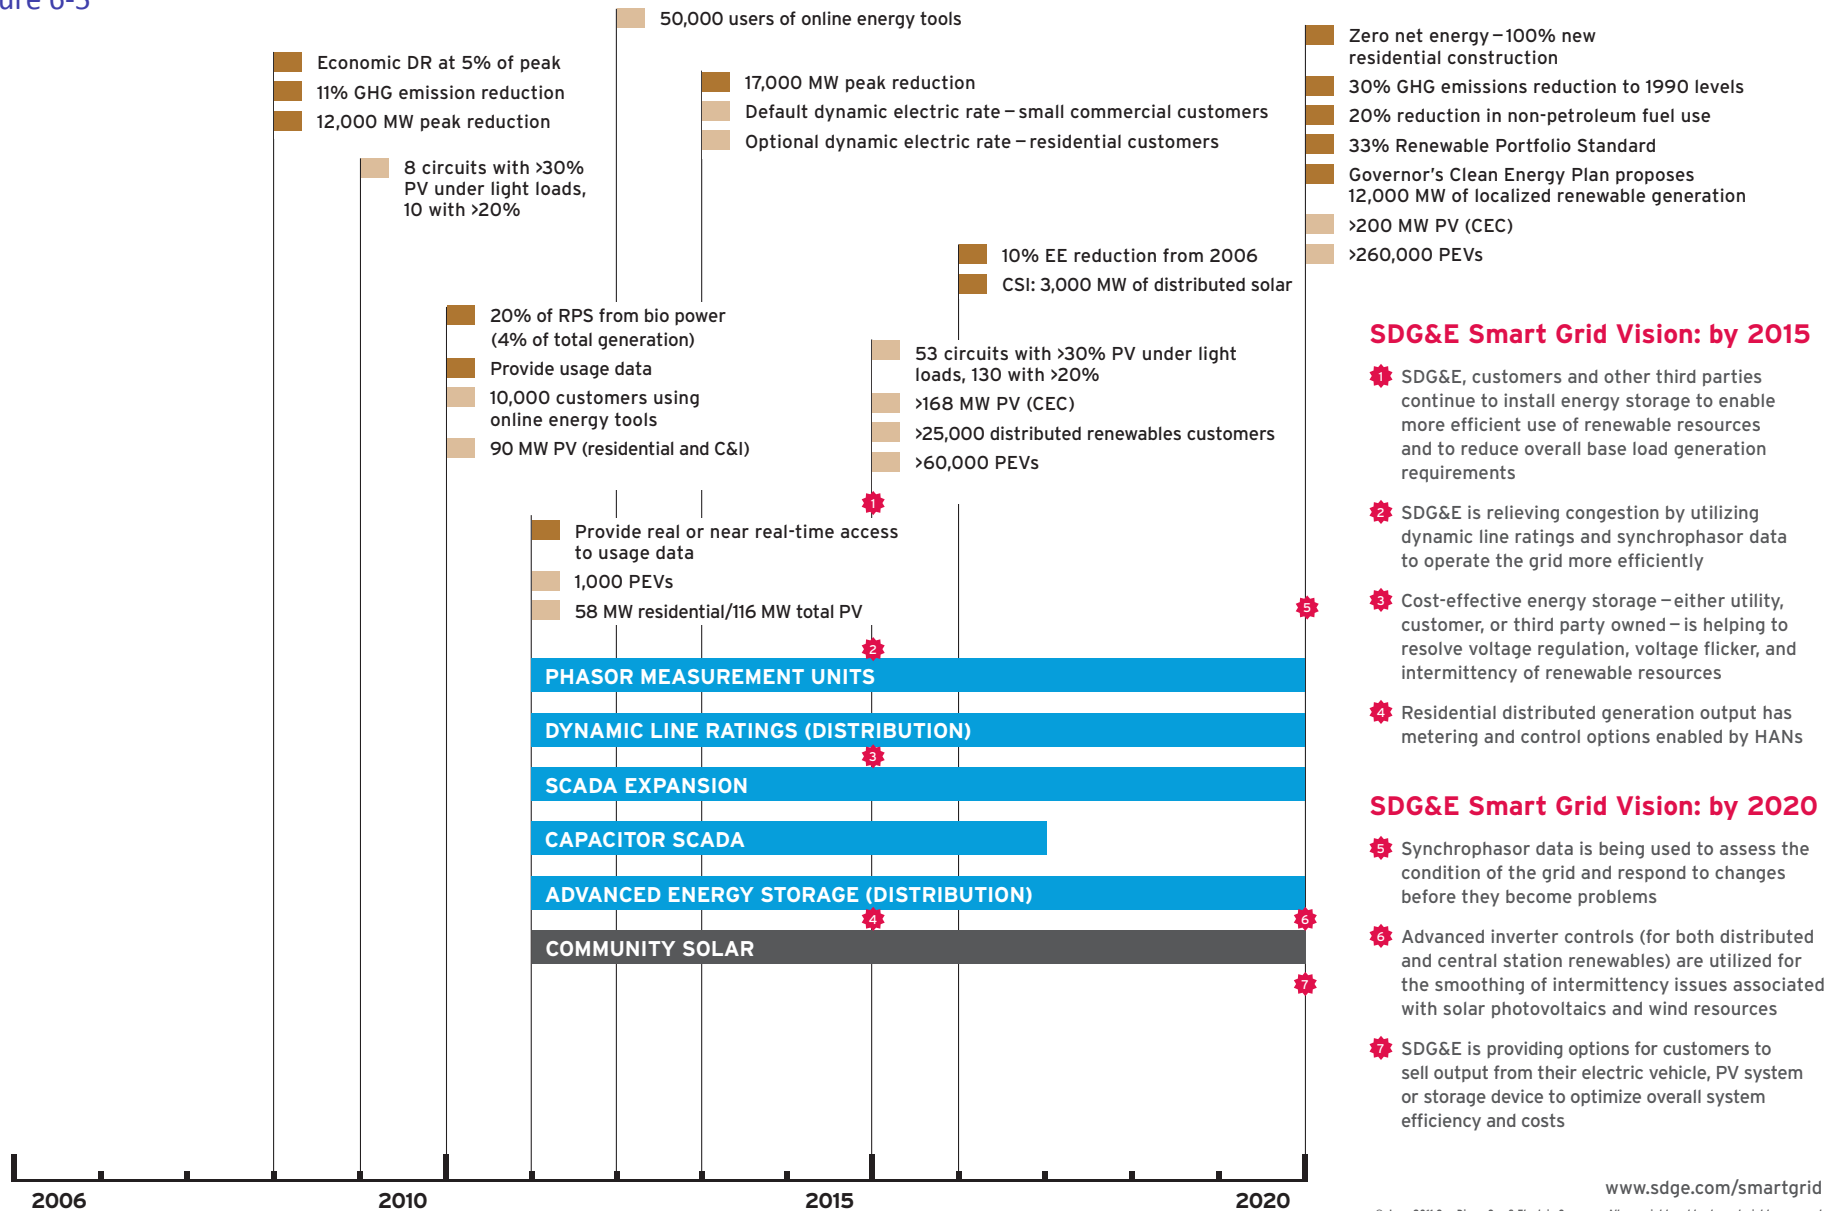 50,000 users of online energy tools
Economic DR at 5% of peak
11% GHG emission reduction
12,000 MW peak reduction
17,000 MW peak reduction
Default dynamic electric rate – small commercial customers
Optional dynamic electric rate – residential customers
8 circuits with >30%
PV under light loads,
10 with >20%
Zero net energy – 100% new
residential construction
30% GHG emissions reduction to 1990 levels
20% reduction in non-petroleum fuel use
33% Renewable Portfolio Standard
Governor's Clean Energy Plan proposes
12,000 MW of localized renewable generation
>200 MW PV (CEC)
>260,000 PEVs
10% EE reduction from 2006
CSI: 3,000 MW of distributed solar
20% of RPS from bio power
(4% of total generation)
Provide usage data
10,000 customers using
online energy tools
90 MW PV (residential and C&I)
53 circuits with >30% PV under light
loads, 130 with >20%
>168 MW PV (CEC)
>25,000 distributed renewables customers
>60,000 PEVs
1
Provide real or near real-time access
to usage data
1,000 PEVs
58 MW residential/116 MW total PV
5
2
PHASOR MEASUREMENT UNITS
DYNAMIC LINE RATINGS (DISTRIBUTION)
3
SCADA EXPANSION
CAPACITOR SCADA
ADVANCED ENERGY STORAGE (DISTRIBUTION)
4
6
COMMUNITY SOLAR
7
SDG&E Smart Grid Vision: by 2015
1 SDG&E, customers and other third parties
continue to install energy storage to enable
more efficient use of renewable resources
and to reduce overall base load generation
requirements
2 SDG&E is relieving congestion by utilizing
dynamic line ratings and synchrophasor data
to operate the grid more efficiently
3 Cost-effective energy storage – either utility,
customer, or third party owned – is helping to
resolve voltage regulation, voltage flicker, and
intermittency of renewable resources
4 Residential distributed generation output has
metering and control options enabled by HANs
SDG&E Smart Grid Vision: by 2020
5 Synchrophasor data is being used to assess the
condition of the grid and respond to changes
before they become problems
6 Advanced inverter controls (for both distributed
and central station renewables) are utilized for
the smoothing of intermittency issues associated
with solar photovoltaics and wind resources
7 SDG&E is providing options for customers to
sell output from their electric vehicle, PV system
or storage device to optimize overall system
efficiency and costs
2006
2010
2015
2020
www.sdge.com/smartgrid